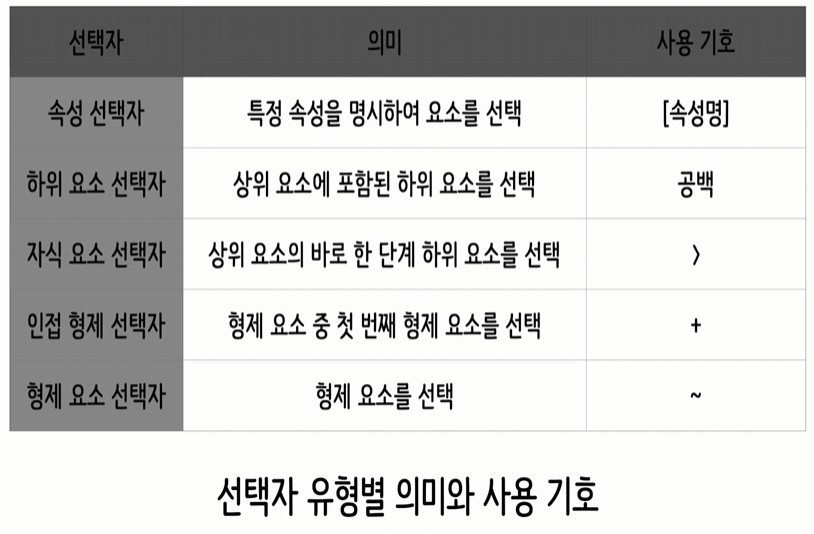 선택자 의미 사용 기호
속성 선택자 특정 속성을 명시하여 요소를 선택 [속성명]
하위 요소 선택자 상위 요소에 포함된 하위 요소를 선택 공백
자식 요소 선택자 상위 요소의 바로 한 단계 하위 요소를 선택 >
인접 형제 선택자 형제 요소 중 첫 번째 형제 요소를 선택 +
형제 요소 선택자 형제 요소를 선택 ~
선택자 유형별 의미와 사용 기호